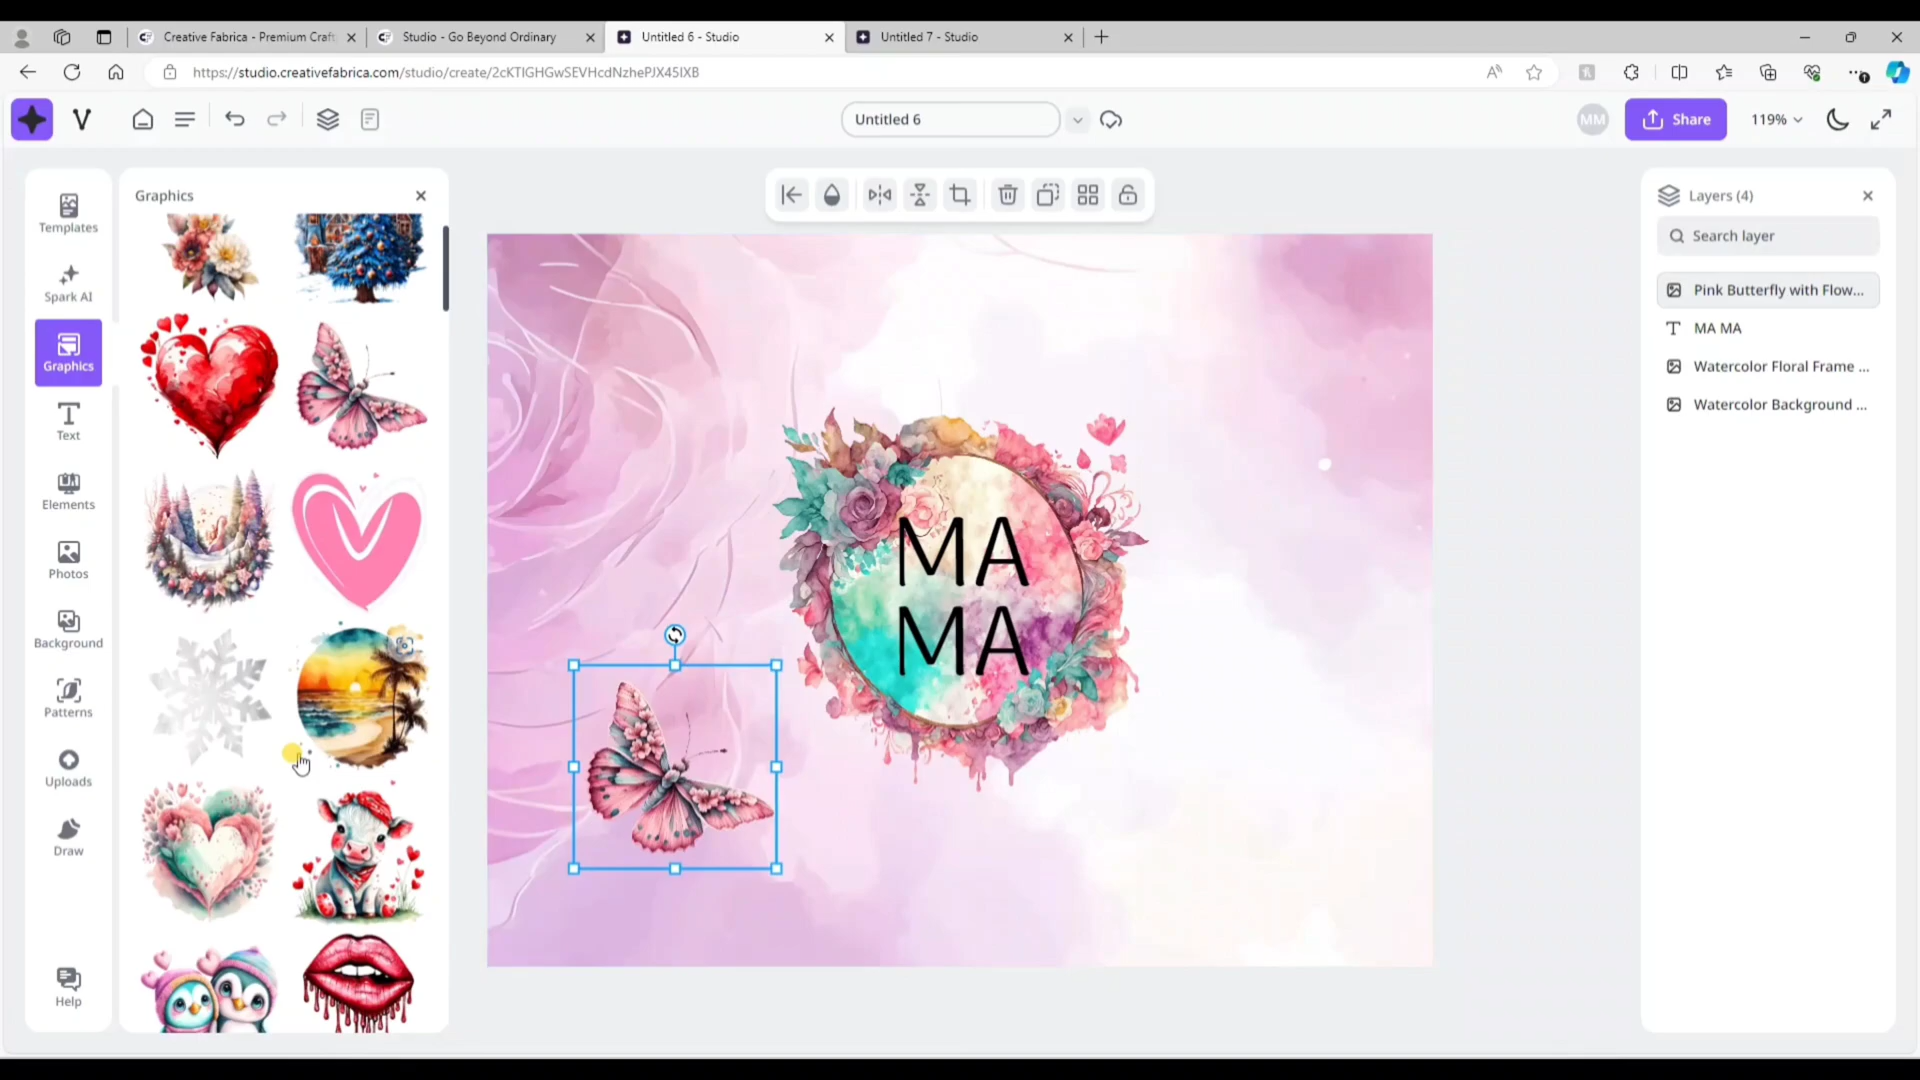 Creative Fabrica - Premium Craft
Studio - Go Beyond Ordinary
Untitled 6 - Studio
Untitled 7 - Studio
https://studio.creativefabrica.com/studio/create/2cKTIGHGwSEVHcdNzhePJX45IXB
Untitled 6
MM
Share
119%
Templates
Spark AI
Graphics
Text
Elements
Photos
Background
Patterns
Uploads
Draw
Help
Graphics
MA
MA
Layers (4)
Search layer
Pink Butterfly with Flow...
MA MA
Watercolor Floral Frame ...
Watercolor Background ...